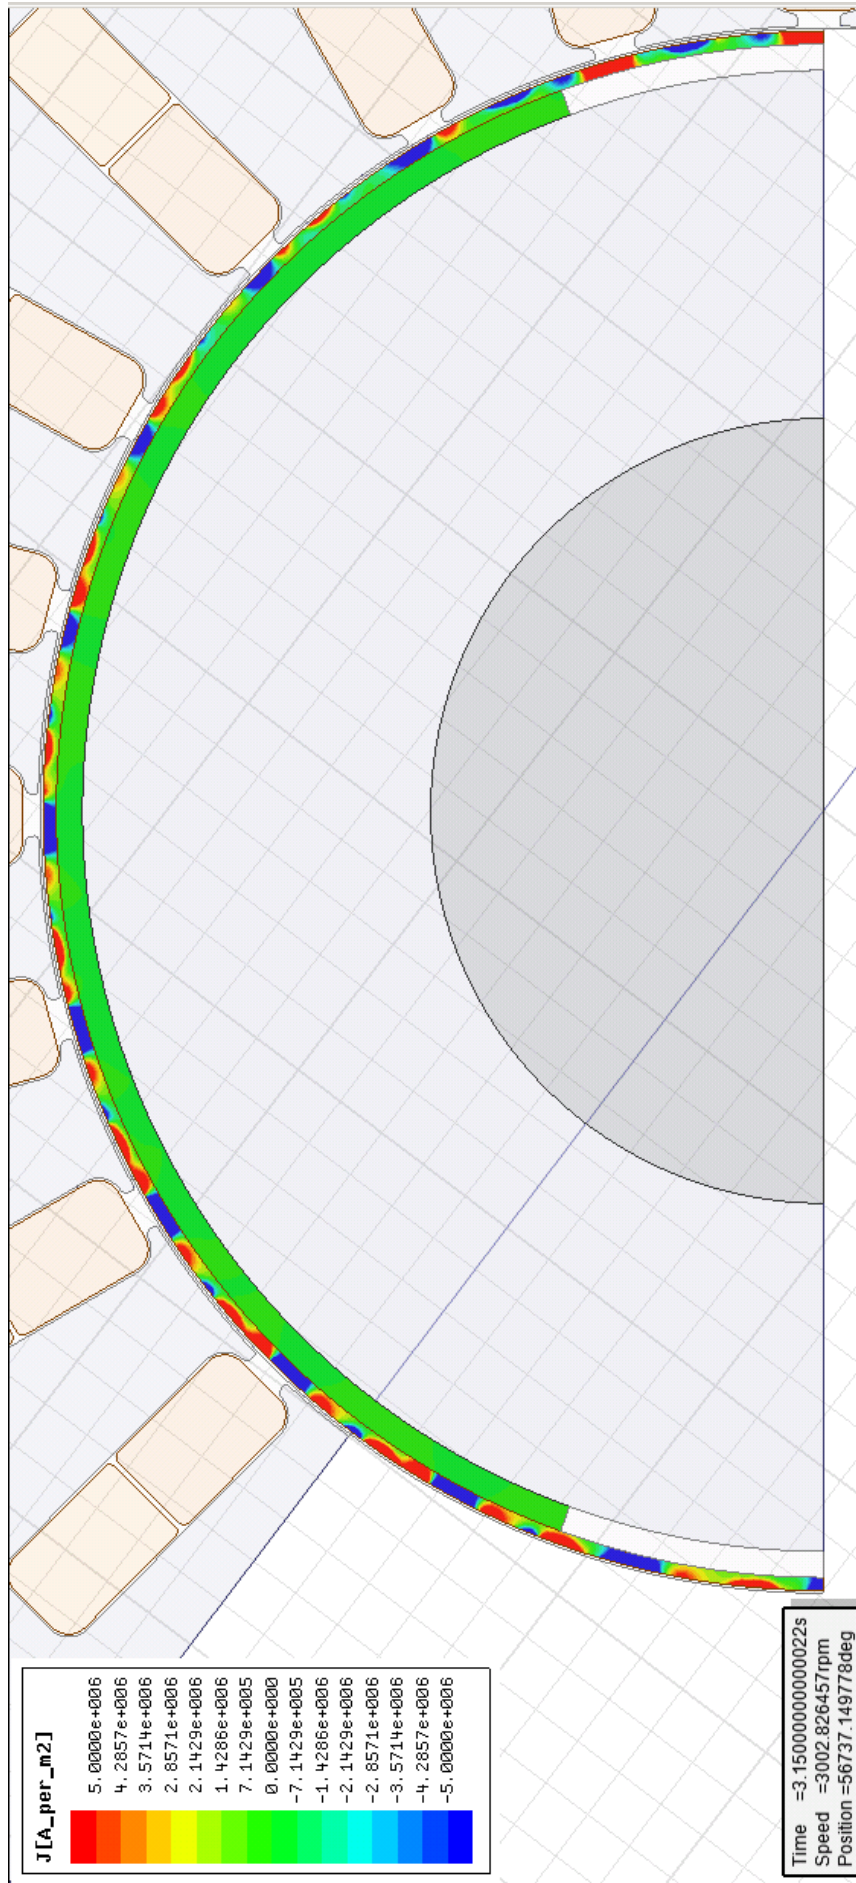 J[A_per_m2]
5.0000e+006
4.2857e+006
3.5714e+006
2.8571e+006
2.1429e+006
1.4286e+006
7.1429e+005
0.0000e+000
-7.1429e+005
-1.4286e+006
-2.1429e+006
-2.8571e+006
-3.5714e+006
-4.2857e+006
-5.0000e+006
Time =3.1500000000000022s
Speed =3002.826457rpm
Position =56737.149778deg